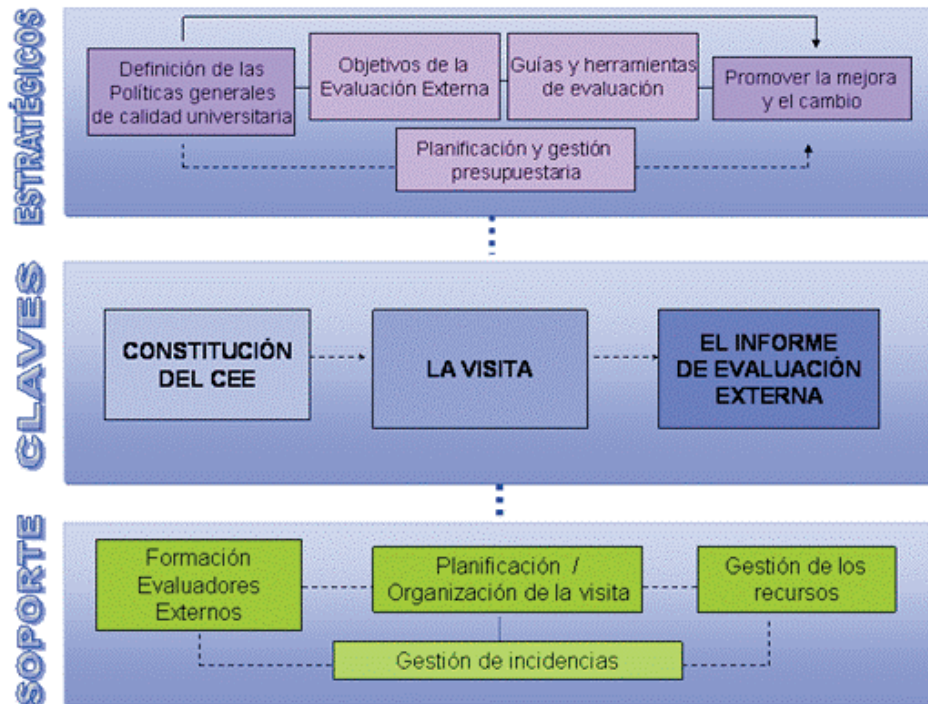 ESTRATÉGICOS
Definición de las
Políticas generales
de calidad universitaria
Objetivos de la
Evaluación Externa
Guías y herramientas
de evaluación
Promover la mejora
y el cambio
Planificación y gestión
presupuestaria
CLAVES
CONSTITUCIÓN
DEL CEE
LA VISITA
EL INFORME
DE EVALUACIÓN
EXTERNA
SOPORTE
Formación
Evaluadores
Externos
Planificación /
Organización de la visita
Gestión de los
recursos
Gestión de incidencias